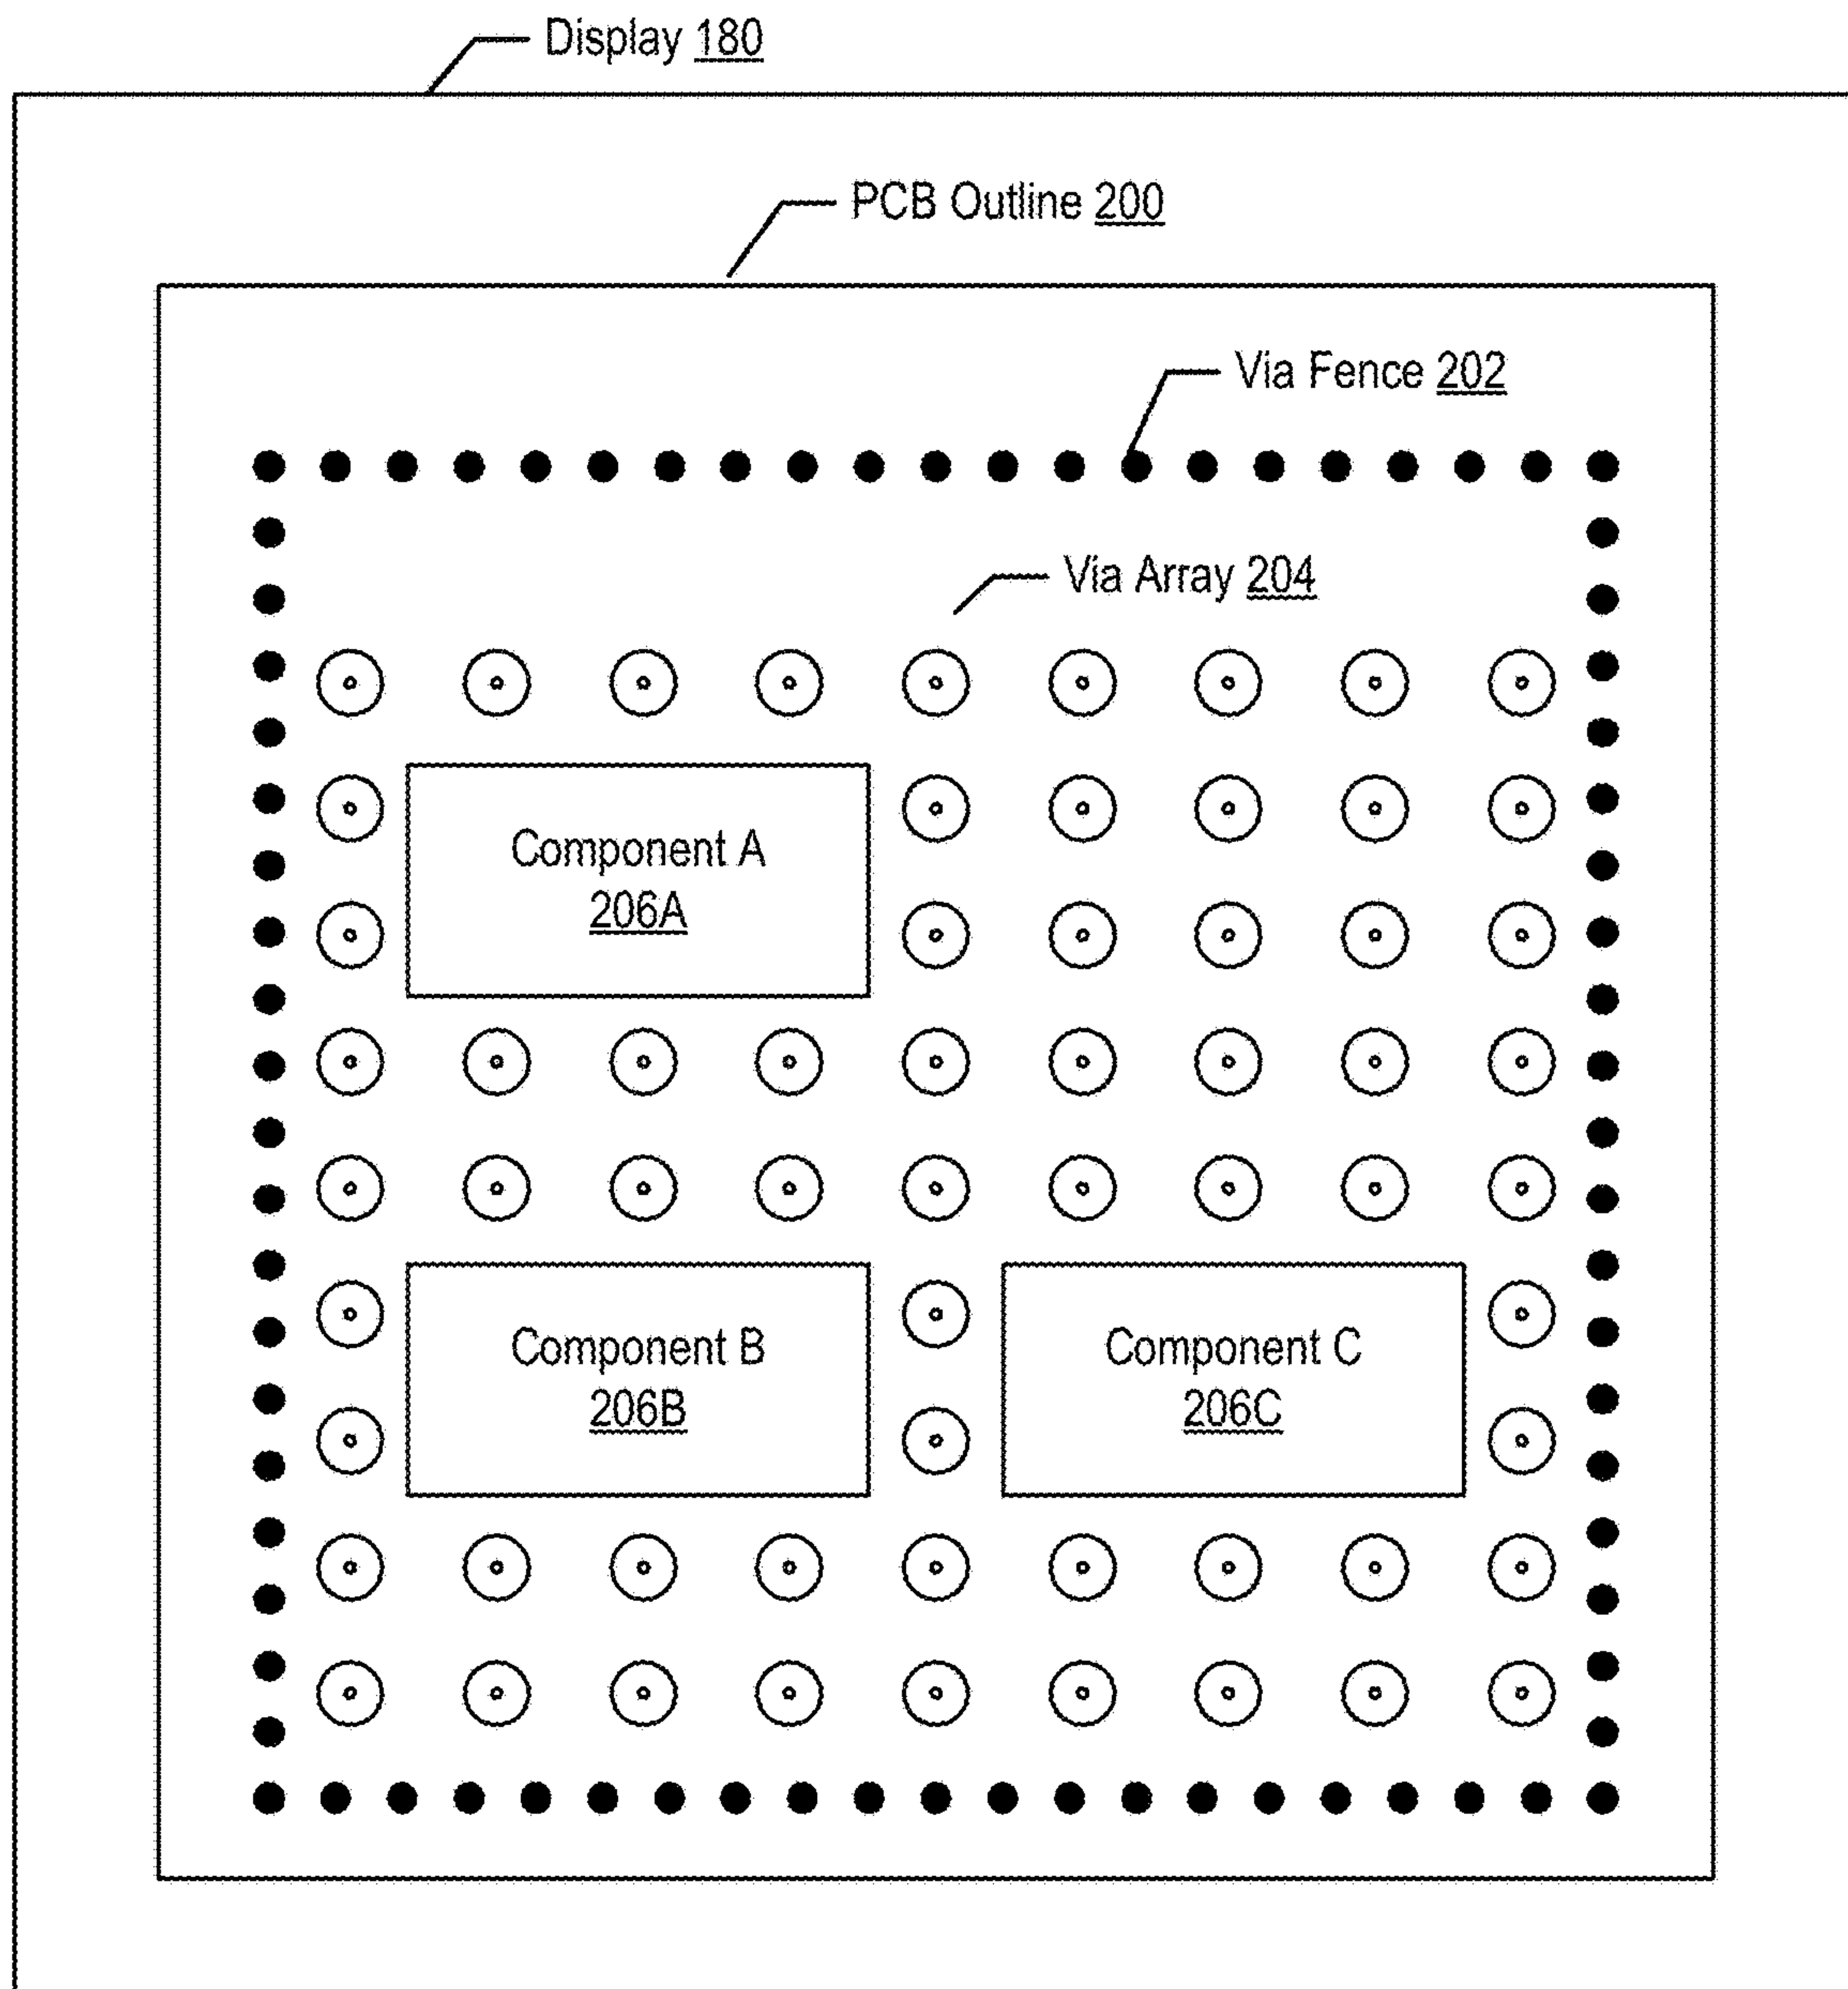 Display 180
PCB Outline 200
Via Fence 202
Via Array 204
Component A
206A
Component B
206B
Component C
206C